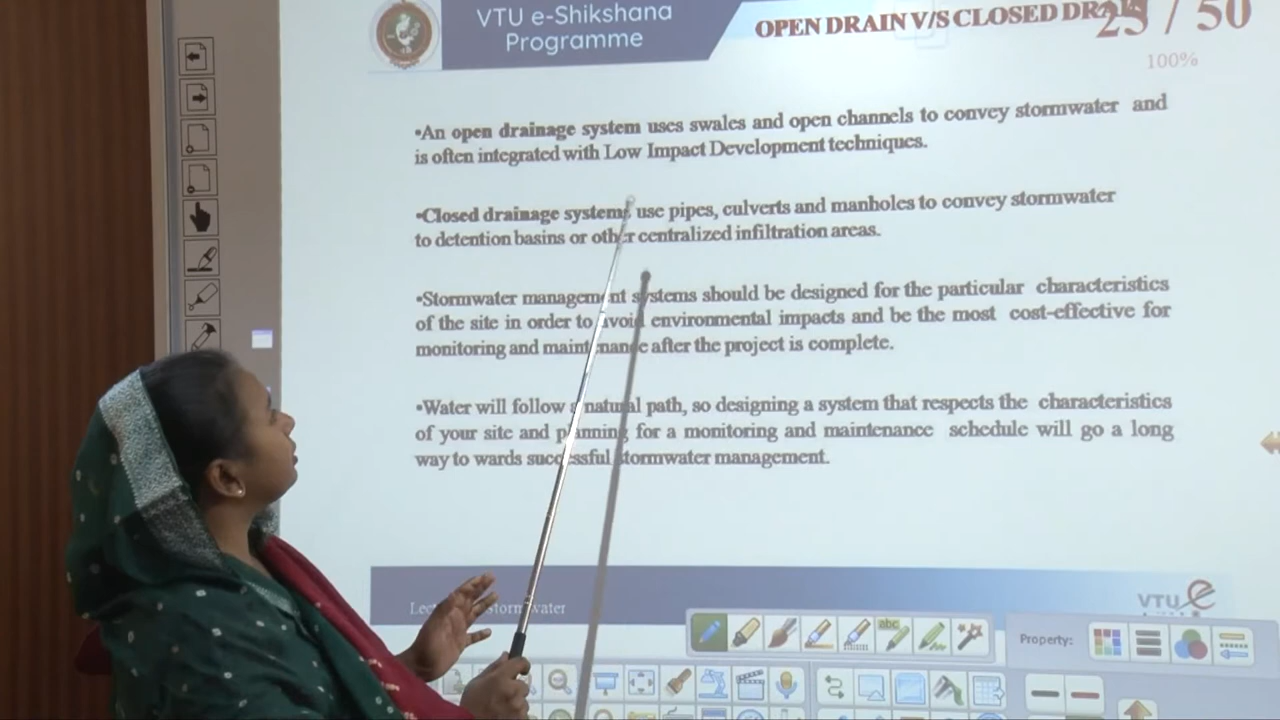 VTU e-Shikshana
Programme
OPEN DRAIN V/S CLOSED DRAIN
25 / 50
100%
•An open drainage system uses swales and open channels to convey stormwater and
is often integrated with Low Impact Development techniques.
•Closed drainage systems use pipes, culverts and manholes to convey stormwater
to detention basins or other centralized infiltration areas.
•Stormwater management systems should be designed for the particular characteristics
of the site in order to avoid environmental impacts and be the most cost-effective for
monitoring and maintenance after the project is complete.
•Water will follow a natural path, so designing a system that respects the characteristics
of your site and planning for a monitoring and maintenance schedule will go a long
way to wards successful stormwater management.
Storm water
VTU e
abc
Property: